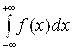 +∞
∫ f(x)dx
−∞